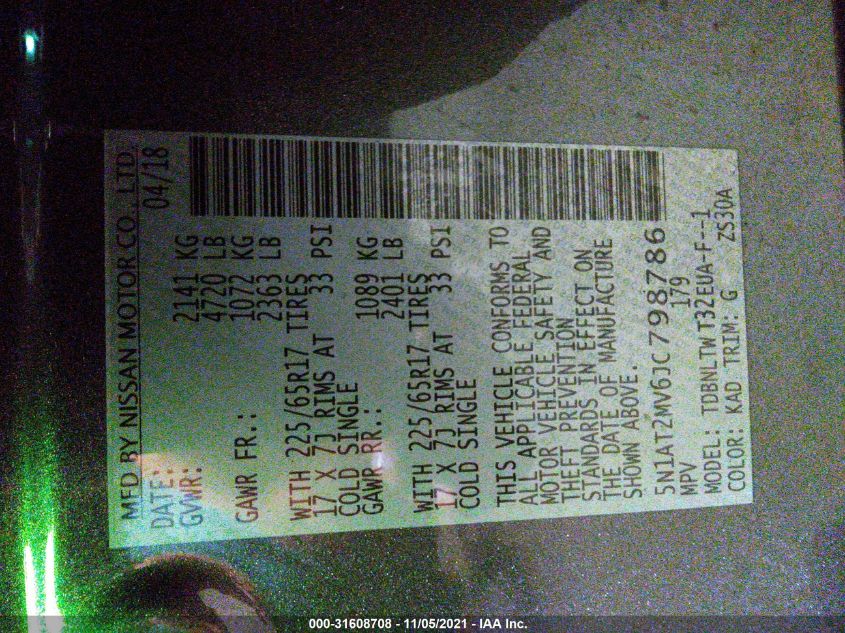 MFD BY NISSAN MOTOR CO., LTD.
DATE: 04/18
GVWR: 2141 KG
4720 LB
GAWR FR.: 1072 KG
2363 LB
WITH 225/65R17 TIRES
17 X 7J RIMS AT 33 PSI
COLD SINGLE
GAWR RR.: 1089 KG
2401 LB
WITH 225/65R17 TIRES
17 X 7J RIMS AT 33 PSI
COLD SINGLE
THIS VEHICLE CONFORMS TO
ALL APPLICABLE FEDERAL
MOTOR VEHICLE SAFETY AND
THEFT PREVENTION
STANDARDS IN EFFECT ON
THE DATE OF MANUFACTURE
SHOWN ABOVE.
5N1AT2MV6JC798786
MPV 179
MODEL: TDBNLTWT32EUA-F--1
COLOR: KAD TRIM: G ZS30A
000-31608708 - 11/05/2021 - IAA Inc.